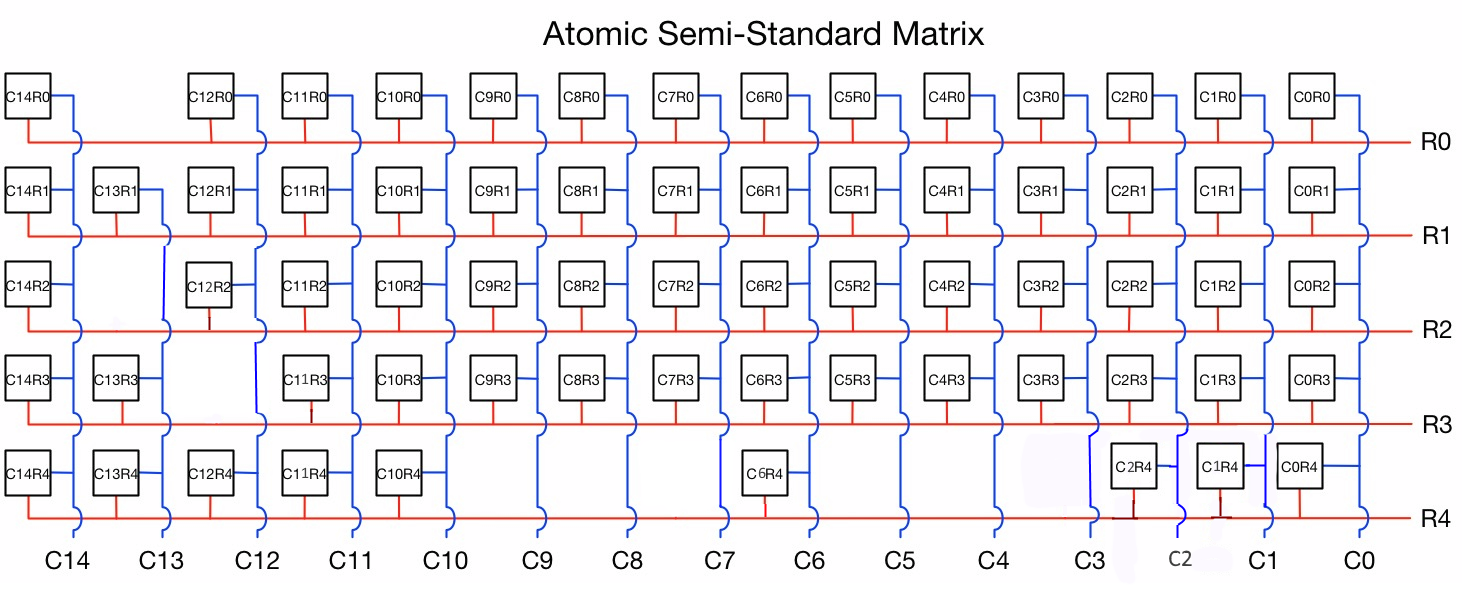 Atomic Semi-Standard Matrix
C14R0 C12R0 C11R0 C10R0 C9R0 C8R0 C7R0 C6R0 C5R0 C4R0 C3R0 C2R0 C1R0 C0R0
R0
C14R1 C13R1 C12R1 C11R1 C10R1 C9R1 C8R1 C7R1 C6R1 C5R1 C4R1 C3R1 C2R1 C1R1 C0R1
R1
C14R2 C12R2 C11R2 C10R2 C9R2 C8R2 C7R2 C6R2 C5R2 C4R2 C3R2 C2R2 C1R2 C0R2
R2
C14R3 C13R3 C11R3 C10R3 C9R3 C8R3 C7R3 C6R3 C5R3 C4R3 C3R3 C2R3 C1R3 C0R3
R3
C14R4 C13R4 C12R4 C11R4 C10R4 C6R4 C2R4 C1R4 C0R4
R4
C14 C13 C12 C11 C10 C9 C8 C7 C6 C5 C4 C3 C2 C1 C0